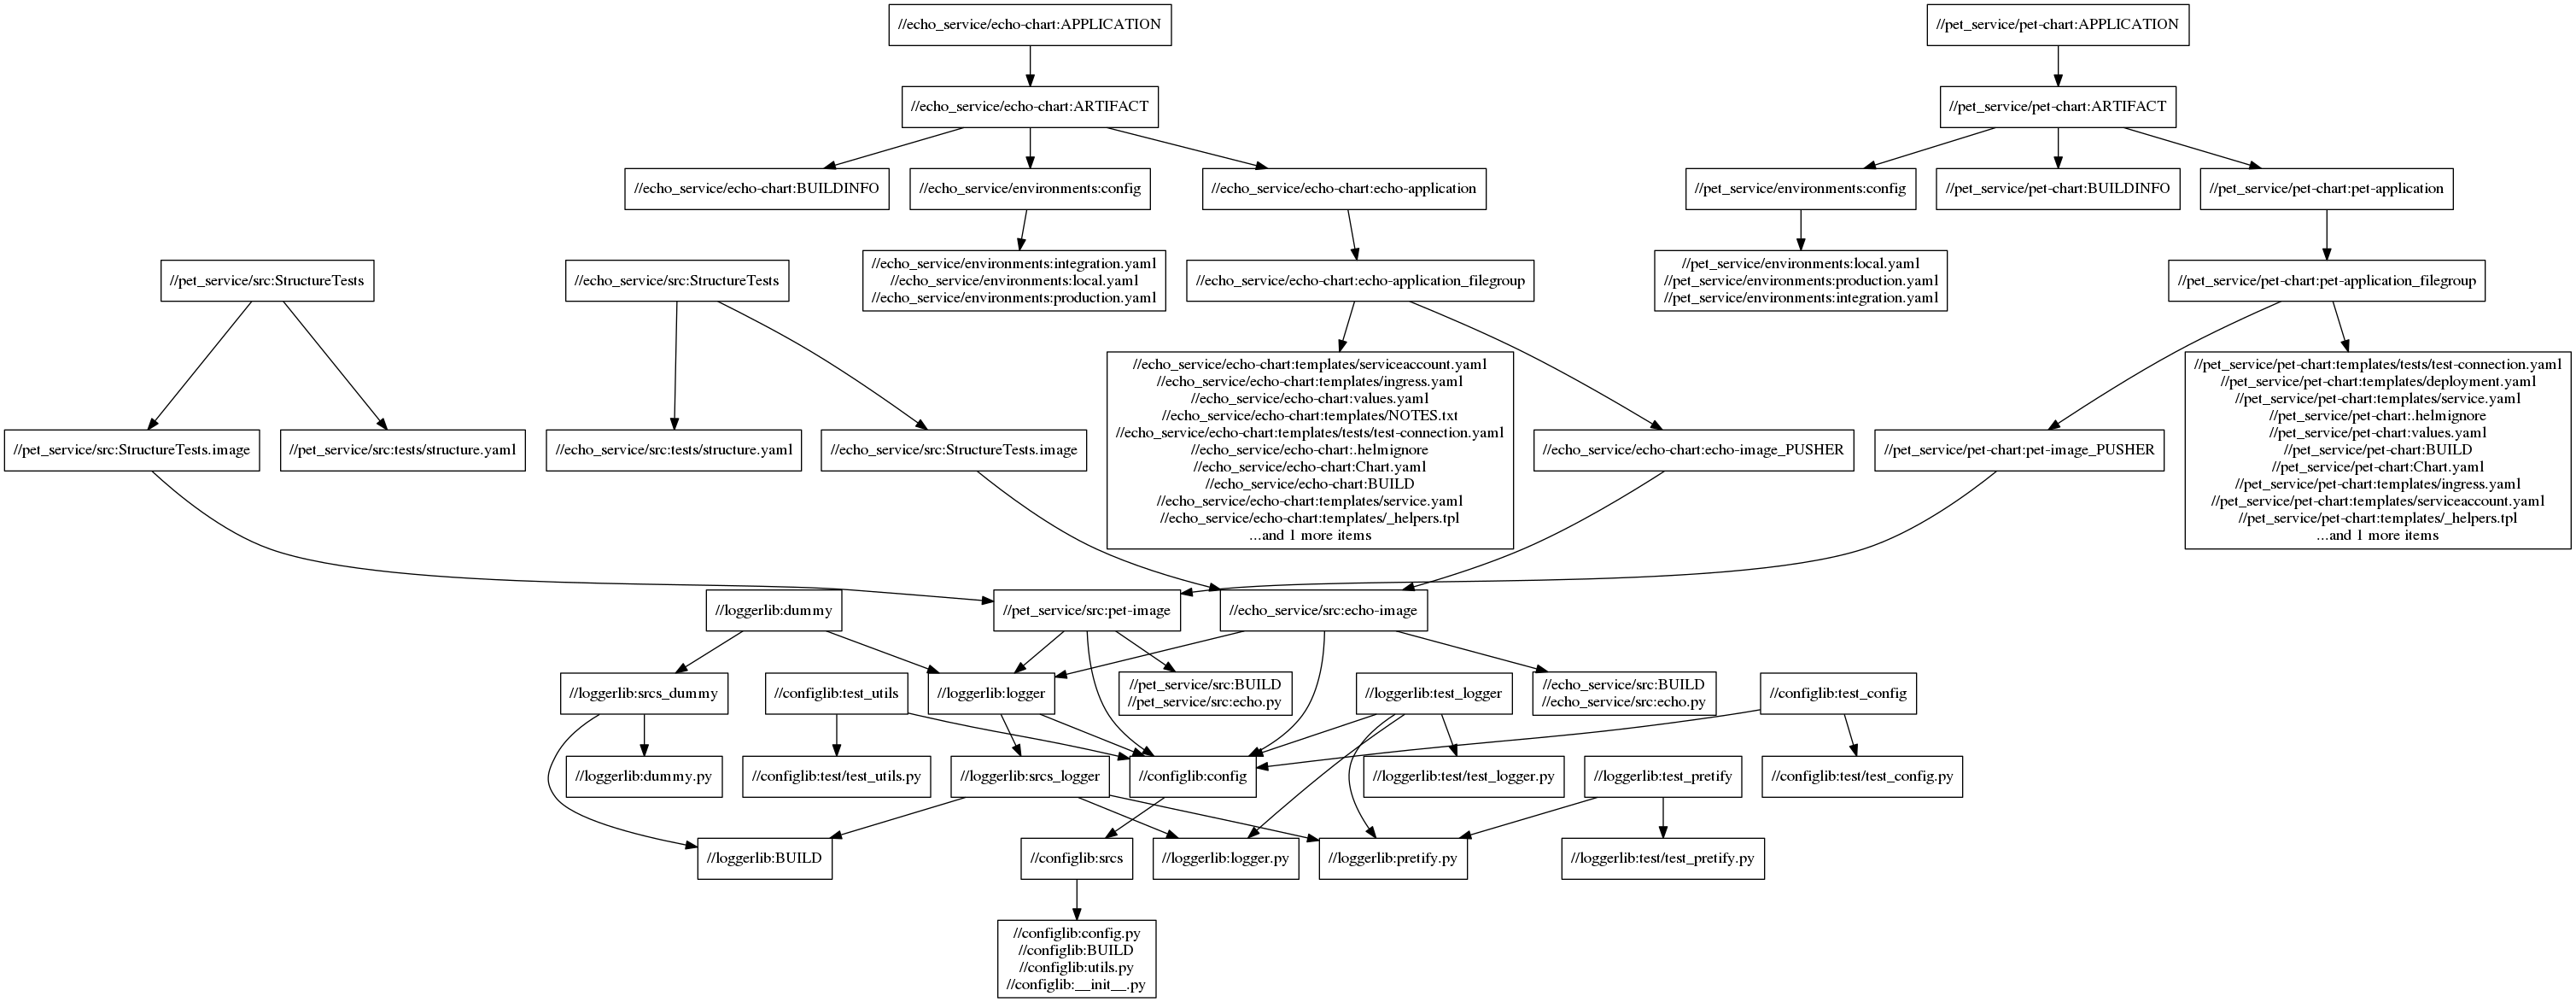 //echo_service/echo-chart:APPLICATION
//pet_service/pet-chart:APPLICATION
//echo_service/echo-chart:ARTIFACT
//pet_service/pet-chart:ARTIFACT
//echo_service/echo-chart:BUILDINFO
//echo_service/environments:config
//echo_service/echo-chart:echo-application
//pet_service/environments:config
//pet_service/pet-chart:BUILDINFO
//pet_service/pet-chart:pet-application
//pet_service/src:StructureTests
//echo_service/src:StructureTests
//echo_service/environments:integration.yaml
//echo_service/environments:local.yaml
//echo_service/environments:production.yaml
//echo_service/echo-chart:echo-application_filegroup
//pet_service/environments:local.yaml
//pet_service/environments:production.yaml
//pet_service/environments:integration.yaml
//pet_service/pet-chart:pet-application_filegroup
//pet_service/src:StructureTests.image
//pet_service/src:tests/structure.yaml
//echo_service/src:tests/structure.yaml
//echo_service/src:StructureTests.image
//echo_service/echo-chart:templates/serviceaccount.yaml
//echo_service/echo-chart:templates/ingress.yaml
//echo_service/echo-chart:values.yaml
//echo_service/echo-chart:templates/NOTES.txt
//echo_service/echo-chart:templates/tests/test-connection.yaml
//echo_service/echo-chart:.helmignore
//echo_service/echo-chart:Chart.yaml
//echo_service/echo-chart:BUILD
//echo_service/echo-chart:templates/service.yaml
//echo_service/echo-chart:templates/_helpers.tpl
...and 1 more items
//echo_service/echo-chart:echo-image_PUSHER
//pet_service/pet-chart:pet-image_PUSHER
//pet_service/pet-chart:templates/tests/test-connection.yaml
//pet_service/pet-chart:templates/deployment.yaml
//pet_service/pet-chart:templates/service.yaml
//pet_service/pet-chart:.helmignore
//pet_service/pet-chart:values.yaml
//pet_service/pet-chart:BUILD
//pet_service/pet-chart:Chart.yaml
//pet_service/pet-chart:templates/ingress.yaml
//pet_service/pet-chart:templates/serviceaccount.yaml
//pet_service/pet-chart:templates/_helpers.tpl
...and 1 more items
//loggerlib:dummy
//pet_service/src:pet-image
//echo_service/src:echo-image
//loggerlib:srcs_dummy
//configlib:test_utils
//loggerlib:logger
//pet_service/src:BUILD
//pet_service/src:echo.py
//loggerlib:test_logger
//echo_service/src:BUILD
//echo_service/src:echo.py
//configlib:test_config
//loggerlib:dummy.py
//configlib:test/test_utils.py
//loggerlib:srcs_logger
//configlib:config
//loggerlib:test/test_logger.py
//loggerlib:test_pretify
//configlib:test/test_config.py
//loggerlib:BUILD
//configlib:srcs
//loggerlib:logger.py
//loggerlib:pretify.py
//loggerlib:test/test_pretify.py
//configlib:config.py
//configlib:BUILD
//configlib:utils.py
//configlib:__init__.py